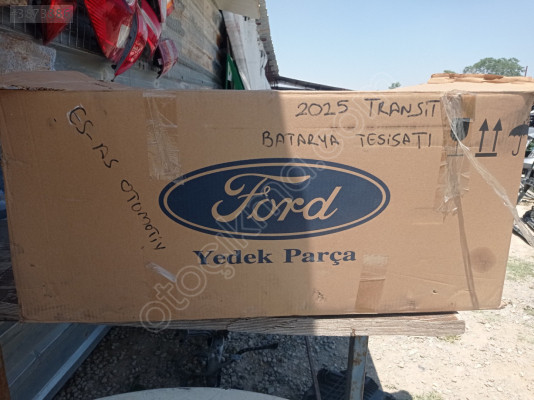 2025 TRANSIT
BATARYA TESİSATI
ES-AS OTOMOTİV
Ford
Yedek Parça